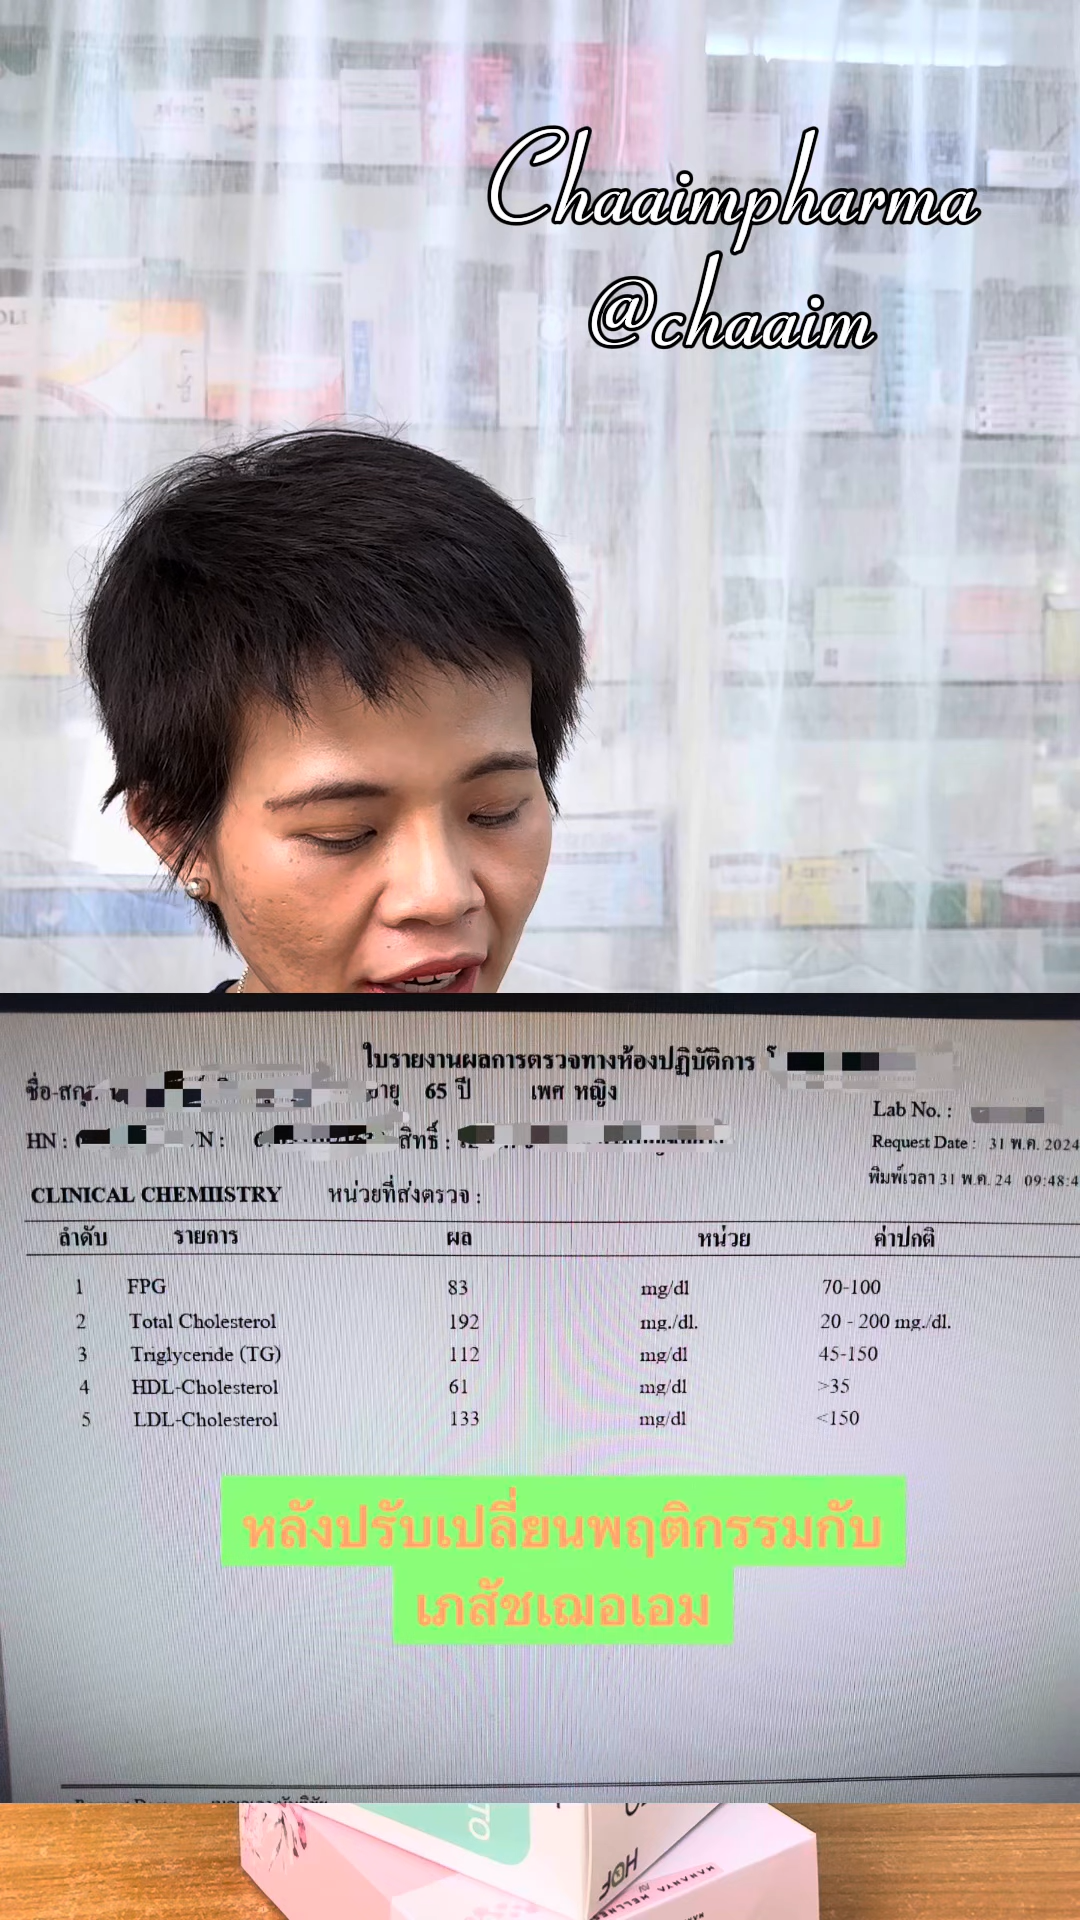 Chaaimpharma
@chaaim
ใบรายงานผลการตรวจทางห้องปฏิบัติการ
ชื่อ-สกุล. อายุ 65 ปี เพศ หญิง
Lab No. :
HN : สิทธิ์ :
Request Date : 31 พ.ค. 2024
พิมพ์เวลา 31 พ.ค. 24 09:48:4
CLINICAL CHEMIISTRY หน่วยที่ส่งตรวจ :
ลำดับ รายการ ผล หน่วย ค่าปกติ
1 FPG 83 mg/dl 70-100
2 Total Cholesterol 192 mg./dl. 20 - 200 mg./dl.
3 Triglyceride (TG) 112 mg/dl 45-150
4 HDL-Cholesterol 61 mg/dl >35
5 LDL-Cholesterol 133 mg/dl <150
หลังปรับเปลี่ยนพฤติกรรมกับ
เภสัชเฌอเอม
HDF